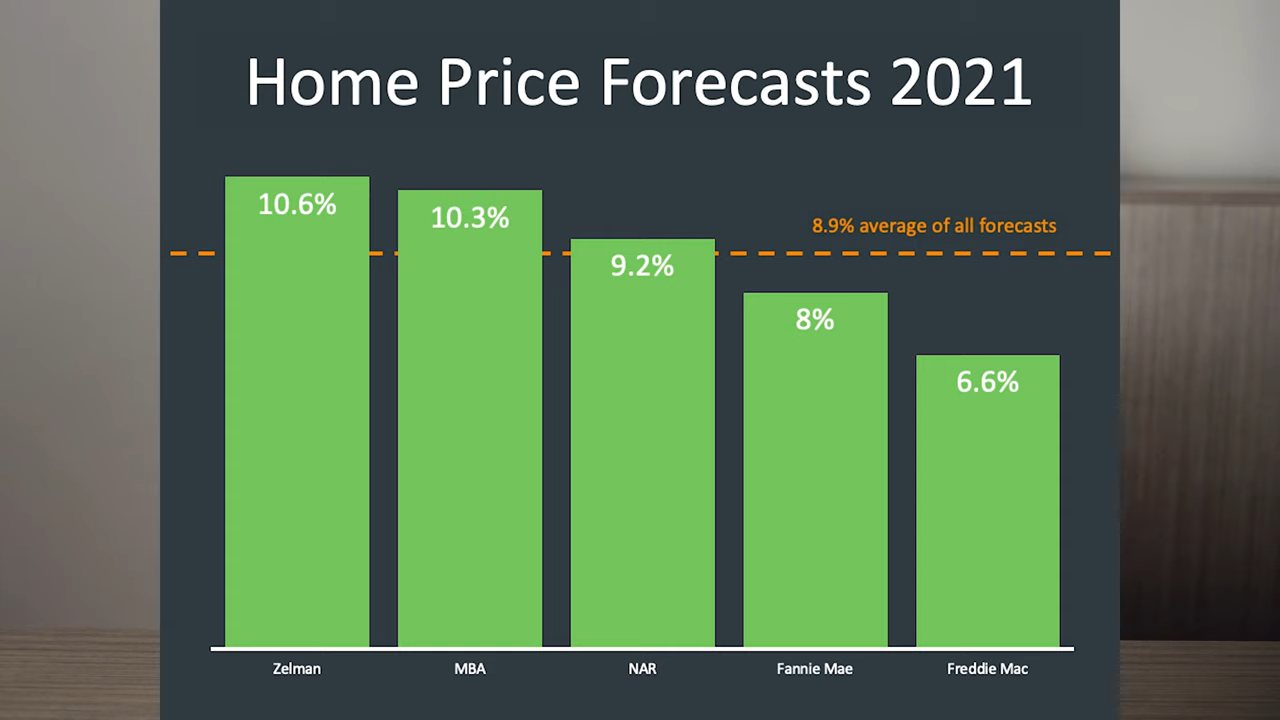 Home Price Forecasts 2021
10.6%
10.3%
8.9% average of all forecasts
9.2%
8%
6.6%
Zelman
MBA
NAR
Fannie Mae
Freddie Mac